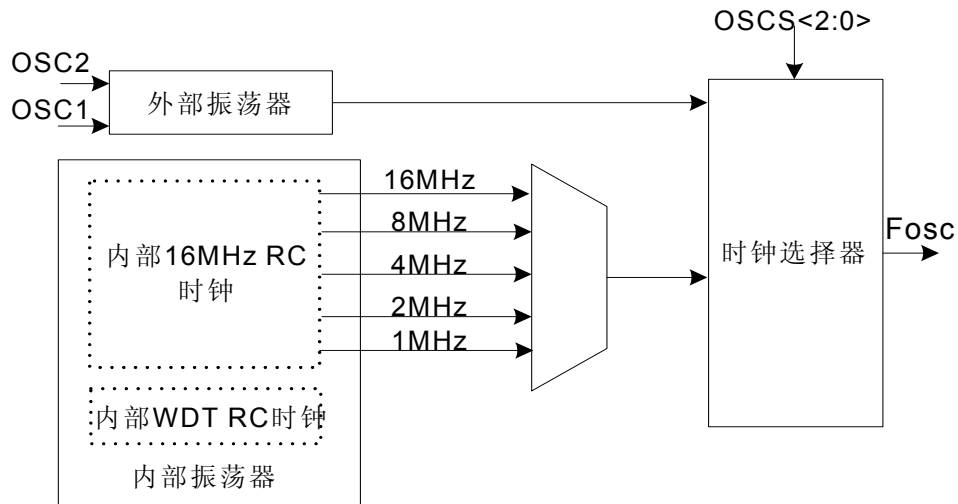 OSCS<2:0>
OSC2
OSC1
外部振荡器
16MHz
8MHz
4MHz
2MHz
1MHz
内部16MHz RC
时钟
内部WDT RC时钟
内部振荡器
时钟选择器
Fosc